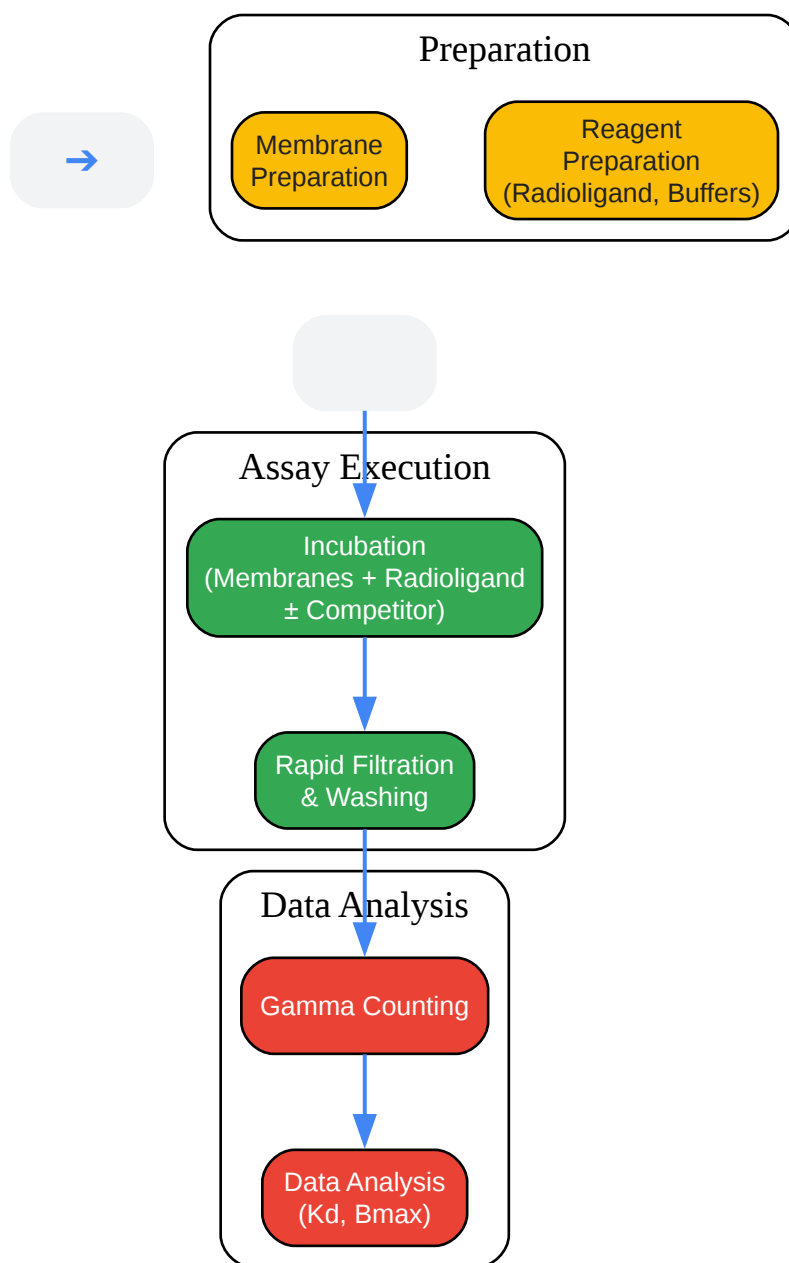 Preparation
➔
Membrane
Preparation
Reagent
Preparation
(Radioligand, Buffers)
Assay Execution
Incubation
(Membranes + Radioligand
± Competitor)
Rapid Filtration
& Washing
Data Analysis
Gamma Counting
Data Analysis
(Kd, Bmax)